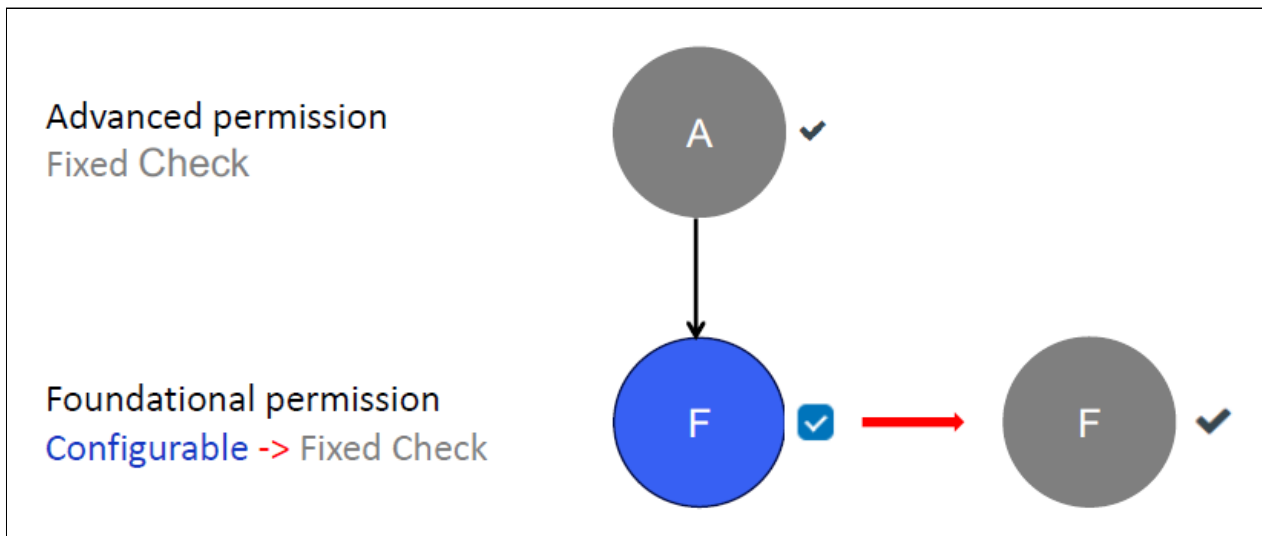 Advanced permission
Fixed Check
A
Foundational permission
Configurable -> Fixed Check
F
F